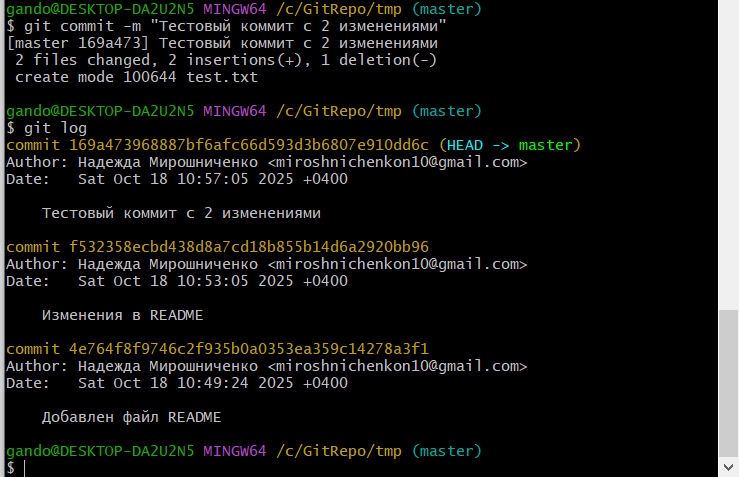 gando@DESKTOP-DA2U2N5 MINGW64 /c/GitRepo/tmp (master)
$ git commit -m "Тестовый коммит с 2 изменениями"
[master 169a473] Тестовый коммит с 2 изменениями
 2 files changed, 2 insertions(+), 1 deletion(-)
 create mode 100644 test.txt

gando@DESKTOP-DA2U2N5 MINGW64 /c/GitRepo/tmp (master)
$ git log
commit 169a473968887bf6afc66d593d3b6807e910dd6c (HEAD -> master)
Author: Надежда Мирошниченко <miroshnichenkon10@gmail.com>
Date:   Sat Oct 18 10:57:05 2025 +0400

    Тестовый коммит с 2 изменениями

commit f532358ecbd438d8a7cd18b855b14d6a2920bb96
Author: Надежда Мирошниченко <miroshnichenkon10@gmail.com>
Date:   Sat Oct 18 10:53:05 2025 +0400

    Изменения в README

commit 4e764f8f9746c2f935b0a0353ea359c14278a3f1
Author: Надежда Мирошниченко <miroshnichenkon10@gmail.com>
Date:   Sat Oct 18 10:49:24 2025 +0400

    Добавлен файл README

gando@DESKTOP-DA2U2N5 MINGW64 /c/GitRepo/tmp (master)
$